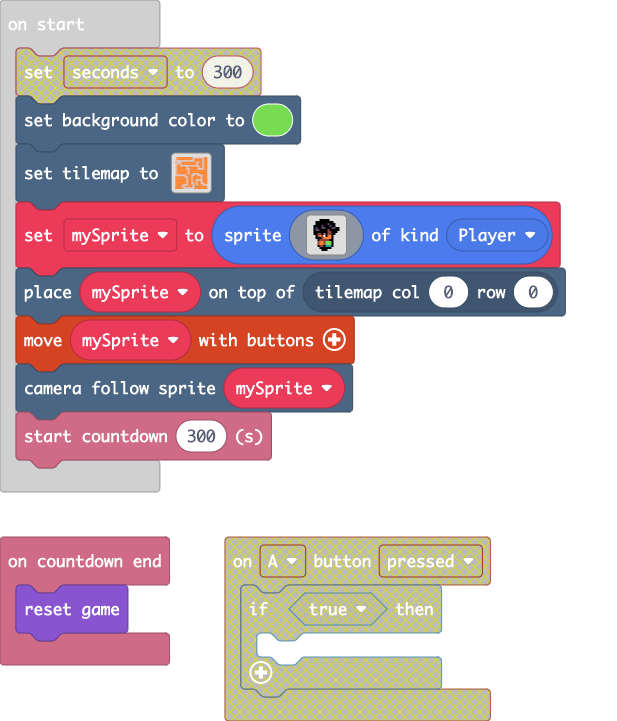 on start
set seconds to 300
set background color to
set tilemap to
set mySprite to sprite of kind Player
place mySprite on top of tilemap col 0 row 0
move mySprite with buttons
camera follow sprite mySprite
start countdown 300 (s)
on countdown end
reset game
on A button pressed
if true then